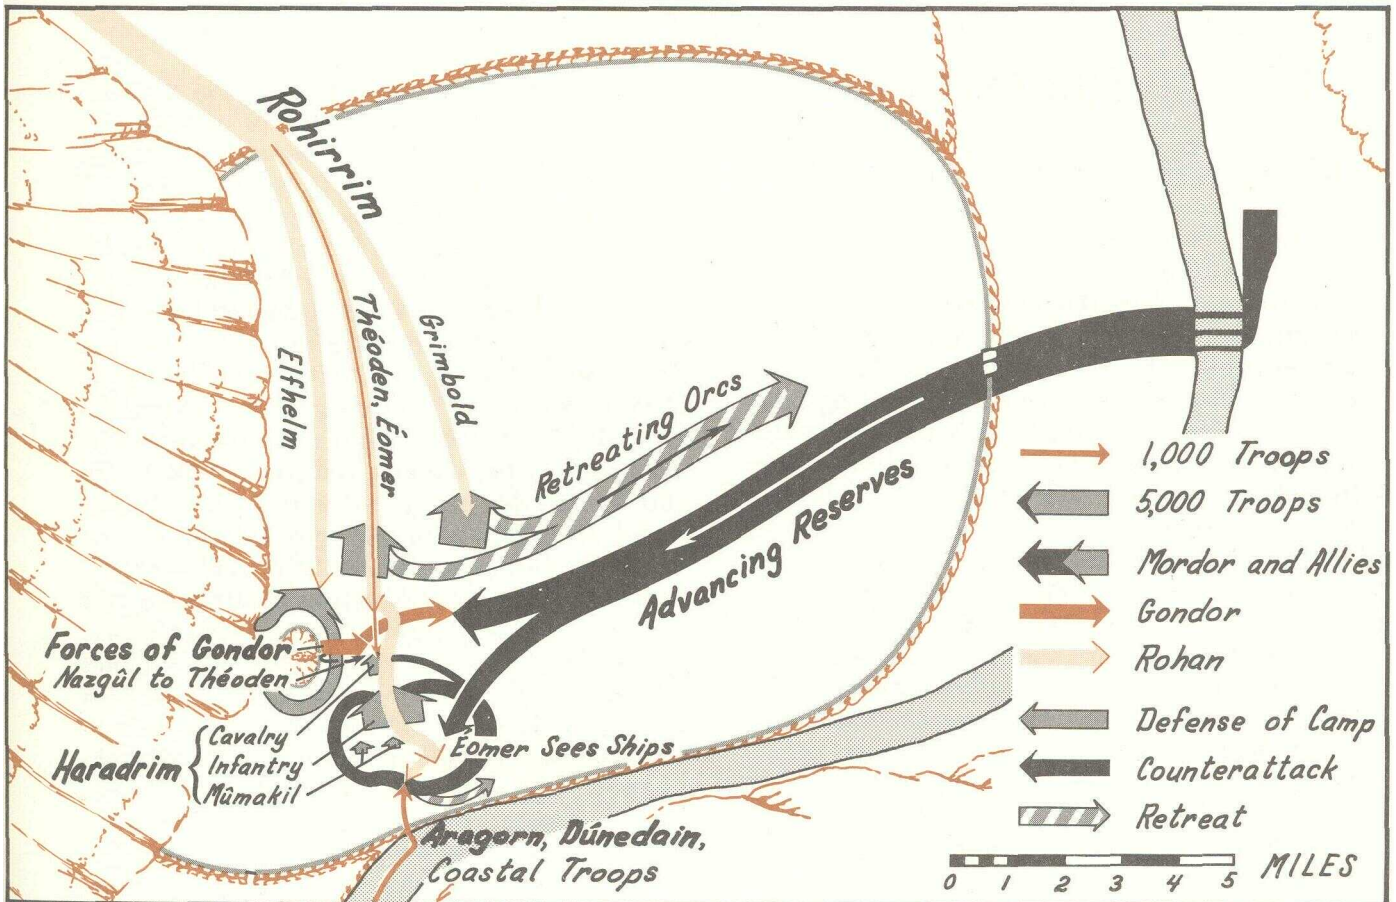 Rohirrim
Elfhelm
Théoden, Éomer
Grimbold
Retreating Orcs
Advancing Reserves
Forces of Gondor
Nazgûl to Théoden
Haradrim
Cavalry
Infantry
Mûmakil
Éomer Sees Ships
Aragorn, Dúnedain,
Coastal Troops
1,000 Troops
5,000 Troops
Mordor and Allies
Gondor
Rohan
Defense of Camp
Counterattack
Retreat
0 1 2 3 4 5 MILES